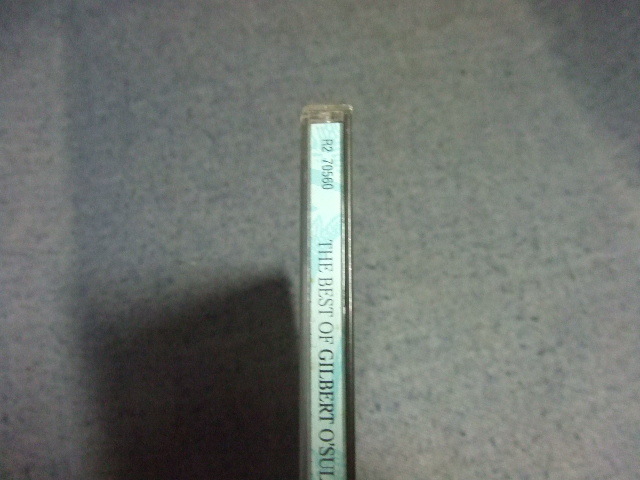 R2 70560
THE BEST OF GILBERT O'SUL